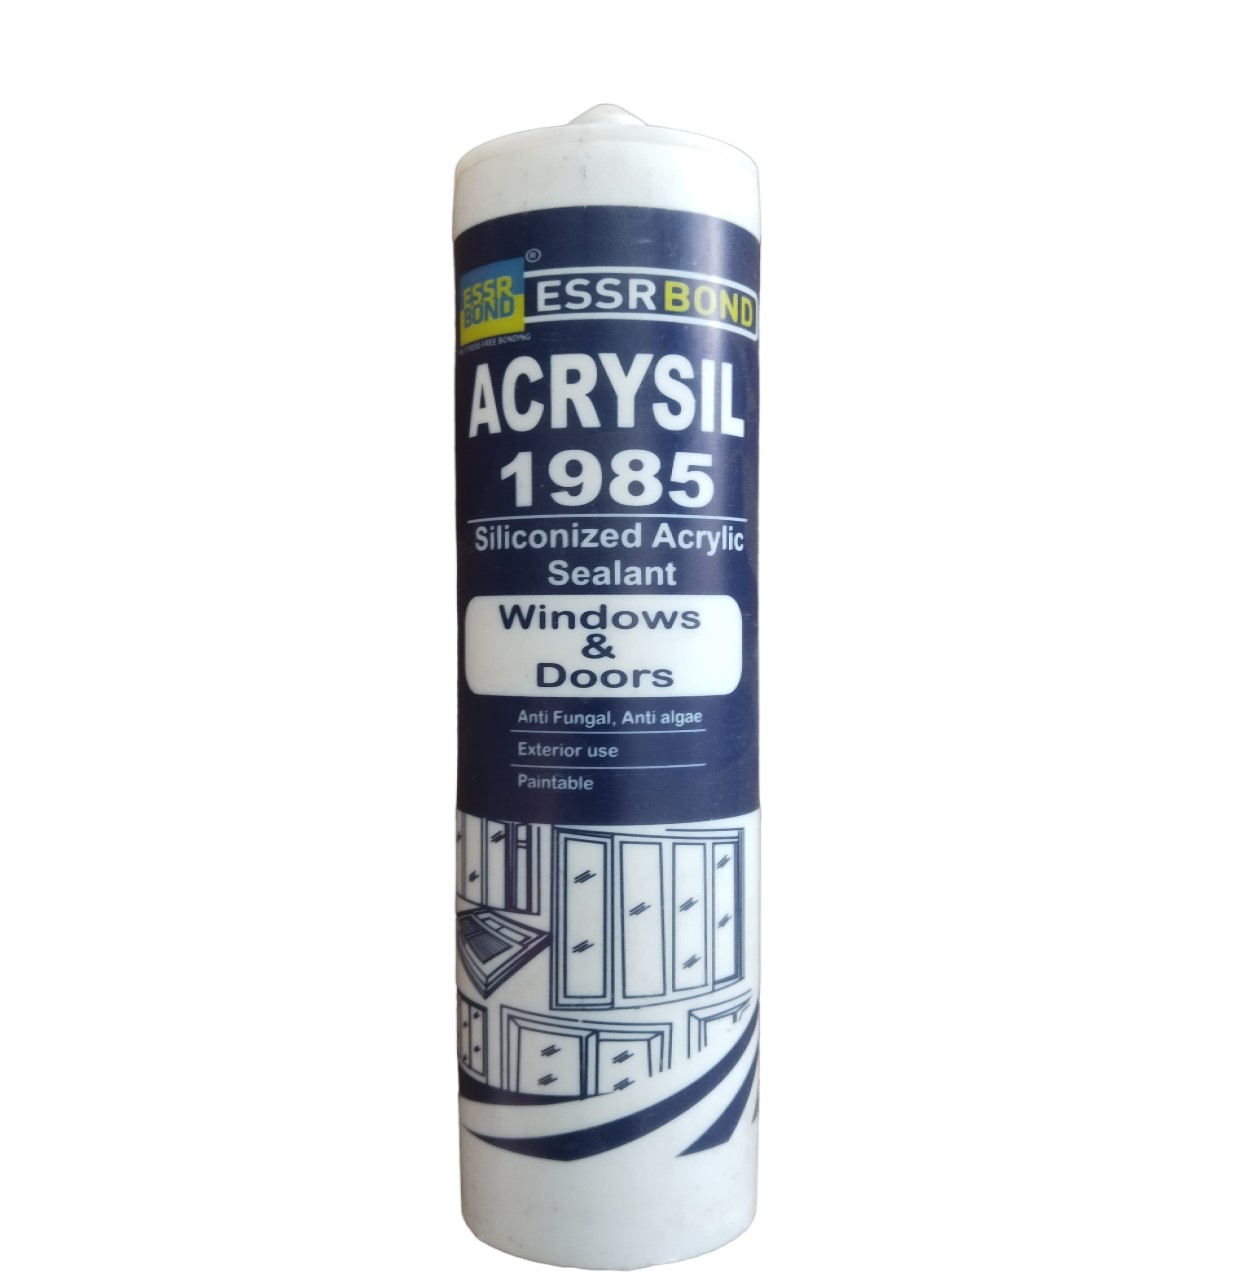 ®
ESSR
BOND
ESSRBOND
ACRYSIL
1985
Siliconized Acrylic
Sealant
Windows
&
Doors
Anti Fungal, Anti algae
Exterior use
Paintable